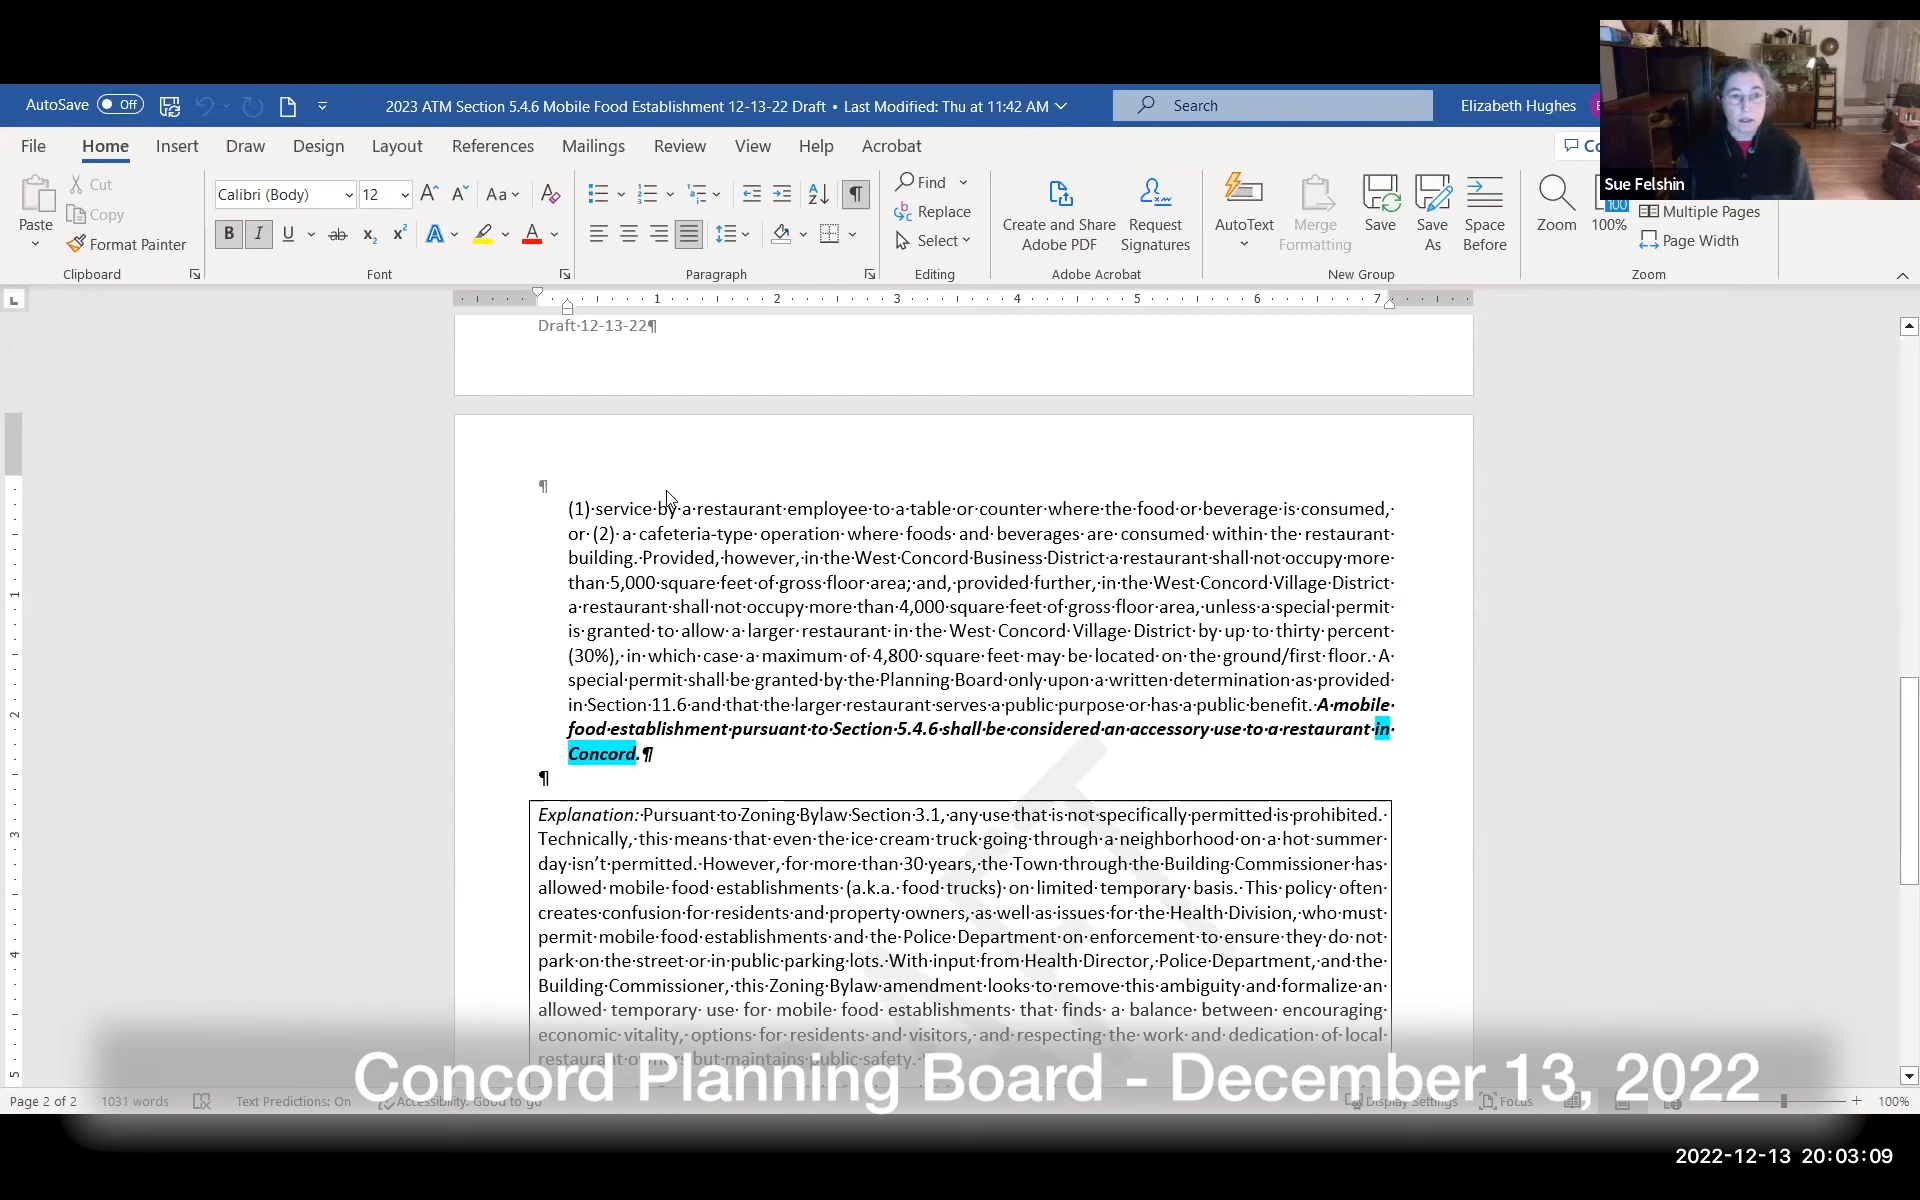 AutoSave Off
2023 ATM Section 5.4.6 Mobile Food Establishment 12-13-22 Draft • Last Modified: Thu at 11:42 AM
Search
Elizabeth Hughes
File Home Insert Draw Design Layout References Mailings Review View Help Acrobat
Sue Felshin
Paste
Cut
Copy
Format Painter
Clipboard
Calibri (Body) 12
Font
Paragraph
Find
Replace
Select
Editing
Create and Share
Adobe PDF
Request
Signatures
Adobe Acrobat
AutoText
Merge
Formatting
Save
Save
As
Space
Before
New Group
Zoom
100%
Multiple Pages
Page Width
Zoom
1 2 3 4 5 6 7
Draft·12-13-22¶
¶
(1) service by a restaurant employee to a table or counter where the food or beverage is consumed,
or (2) a cafeteria-type operation where foods and beverages are consumed within the restaurant
building. Provided, however, in the West Concord Business District a restaurant shall not occupy more
than 5,000 square feet of gross floor area; and, provided further, in the West Concord Village District
a restaurant shall not occupy more than 4,000 square feet of gross floor area, unless a special permit
is granted to allow a larger restaurant in the West Concord Village District by up to thirty percent
(30%), in which case a maximum of 4,800 square feet may be located on the ground/first floor. A
special permit shall be granted by the Planning Board only upon a written determination as provided
in Section 11.6 and that the larger restaurant serves a public purpose or has a public benefit. A mobile
food establishment pursuant to Section 5.4.6 shall be considered an accessory use to a restaurant in
Concord.¶
¶
Explanation: Pursuant to Zoning Bylaw Section 3.1, any use that is not specifically permitted is prohibited.
Technically, this means that even the ice cream truck going through a neighborhood on a hot summer
day isn't permitted. However, for more than 30 years, the Town through the Building Commissioner has
allowed mobile food establishments (a.k.a. food trucks) on limited temporary basis. This policy often
creates confusion for residents and property owners, as well as issues for the Health Division, who must
permit mobile food establishments and the Police Department on enforcement to ensure they do not
park on the street or in public parking lots. With input from Health Director, Police Department, and the
Building Commissioner, this Zoning Bylaw amendment looks to remove this ambiguity and formalize an
allowed temporary use for mobile food establishments that finds a balance between encouraging
economic vitality, options for residents and visitors, and respecting the work and dedication of local
restaurant owners but maintains public safety.
Concord Planning Board - December 13, 2022
Page 2 of 2 1031 words Text Predictions: On Accessibility: Good to go Display Settings Focus 100%
2022-12-13 20:03:09